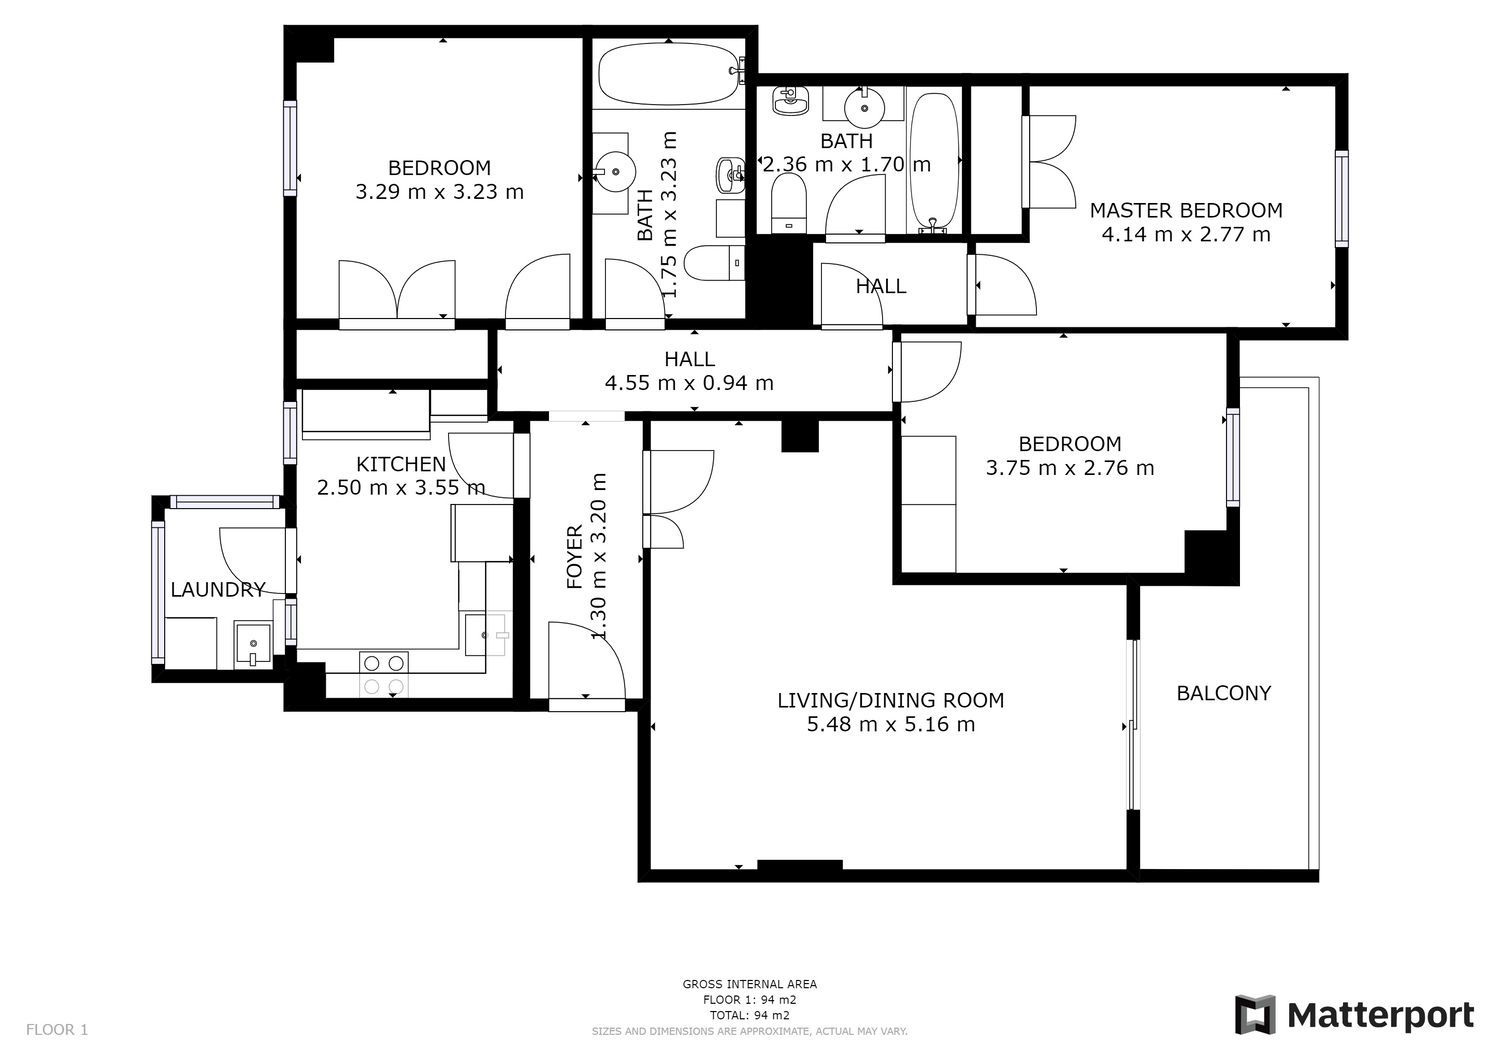 BEDROOM
3.29 m x 3.23 m
BATH
1.75 m x 3.23 m
BATH
2.36 m x 1.70 m
MASTER BEDROOM
4.14 m x 2.77 m
HALL
HALL
4.55 m x 0.94 m
BEDROOM
3.75 m x 2.76 m
KITCHEN
2.50 m x 3.55 m
FOYER
1.30 m x 3.20 m
LAUNDRY
LIVING/DINING ROOM
5.48 m x 5.16 m
BALCONY
GROSS INTERNAL AREA
FLOOR 1: 94 m2
TOTAL: 94 m2
SIZES AND DIMENSIONS ARE APPROXIMATE, ACTUAL MAY VARY.
FLOOR 1
Matterport